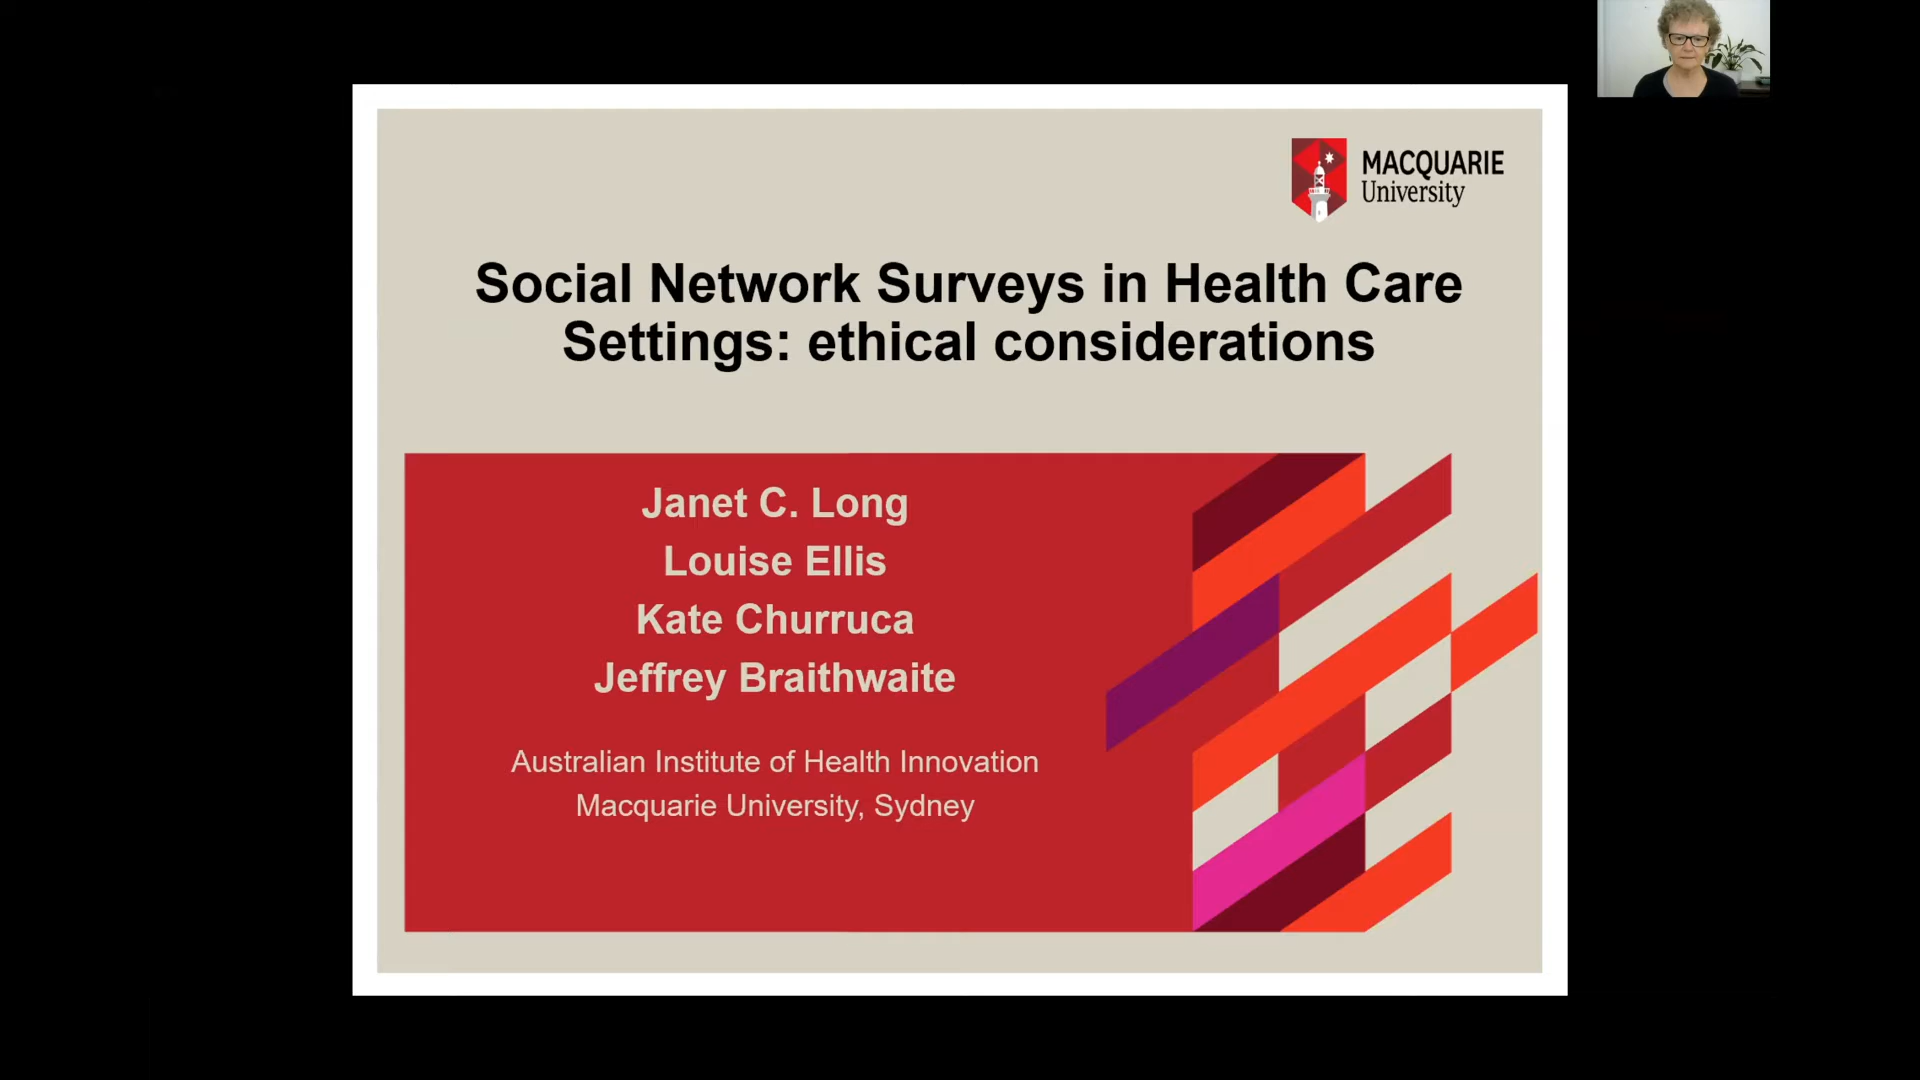 MACQUARIE
University
Social Network Surveys in Health Care
Settings: ethical considerations
Janet C. Long
Louise Ellis
Kate Churruca
Jeffrey Braithwaite
Australian Institute of Health Innovation
Macquarie University, Sydney